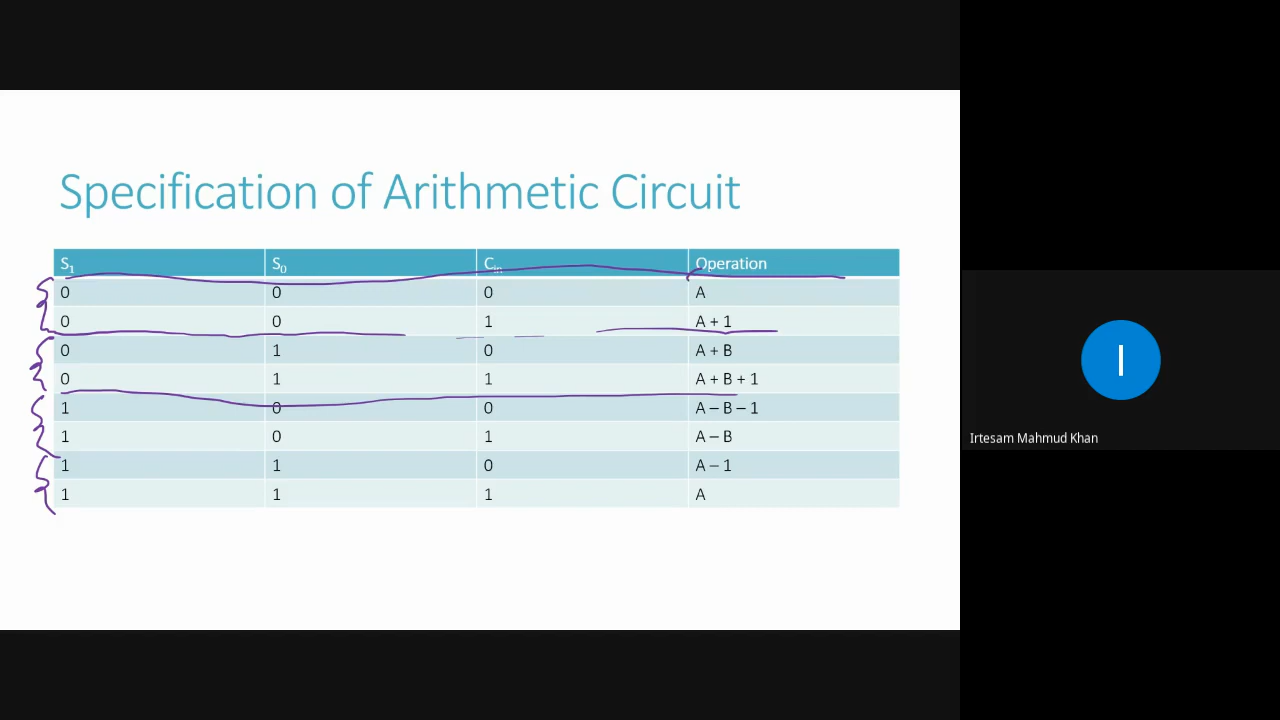 Specification of Arithmetic Circuit
S₁ S₀ Cᵢₙ Operation
0 0 0 A
0 0 1 A + 1
0 1 0 A + B
0 1 1 A + B + 1
1 0 0 A – B – 1
1 0 1 A – B
1 1 0 A – 1
1 1 1 A
I
Irtesam Mahmud Khan